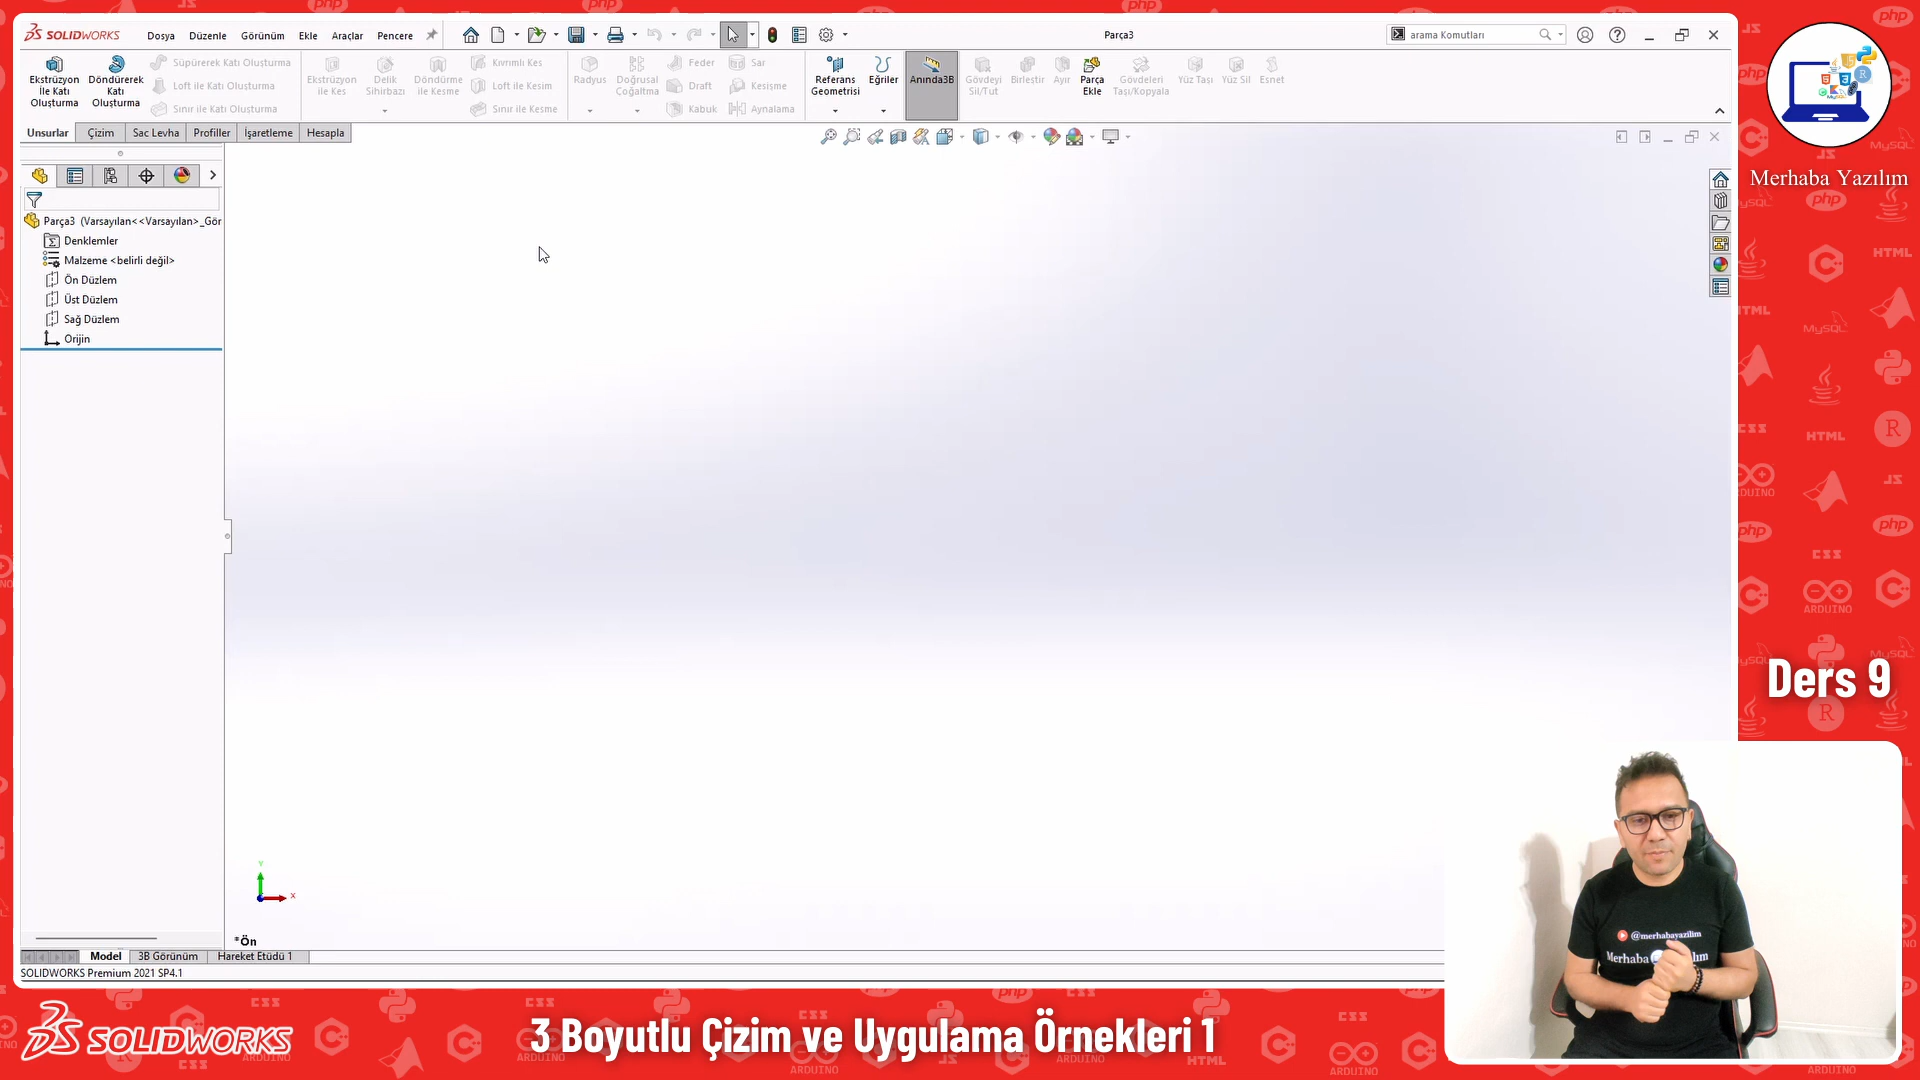 SOLIDWORKS Dosya Düzenle Görünüm Ekle Araçlar Pencere Parça3 arama Komutları
Ekstrüzyon İle Katı Oluşturma
Döndürerek Katı Oluşturma
Süpürerek Katı Oluşturma
Loft ile Katı Oluşturma
Sınır ile Katı Oluşturma
Ekstrüzyon ile Kes
Delik Sihirbazı
Döndürme ile Kesme
Kıvrımlı Kes
Loft ile Kesim
Sınır ile Kesme
Radyus
Doğrusal Çoğaltma
Feder
Draft
Kabuk
Sar
Kesişme
Aynalama
Referans Geometrisi
Eğriler
Anında3B
Gövdeyi Sil/Tut
Birleştir
Ayır
Parça Ekle
Gövdeleri Taşı/Kopyala
Yüz Taşı
Yüz Sil
Esnet
Unsurlar Çizim Sac Levha Profiller İşaretleme Hesapla
Parça3 (Varsayılan<<Varsayılan>_Gör
Denklemler
Malzeme <belirli değil>
Ön Düzlem
Üst Düzlem
Sağ Düzlem
Orijin
Y
X
*Ön
Model 3B Görünüm Hareket Etüdü 1
SOLIDWORKS Premium 2021 SP4.1
Merhaba Yazılım
Ders 9
@merhabayazilim
SOLIDWORKS
3 Boyutlu Çizim ve Uygulama Örnekleri 1